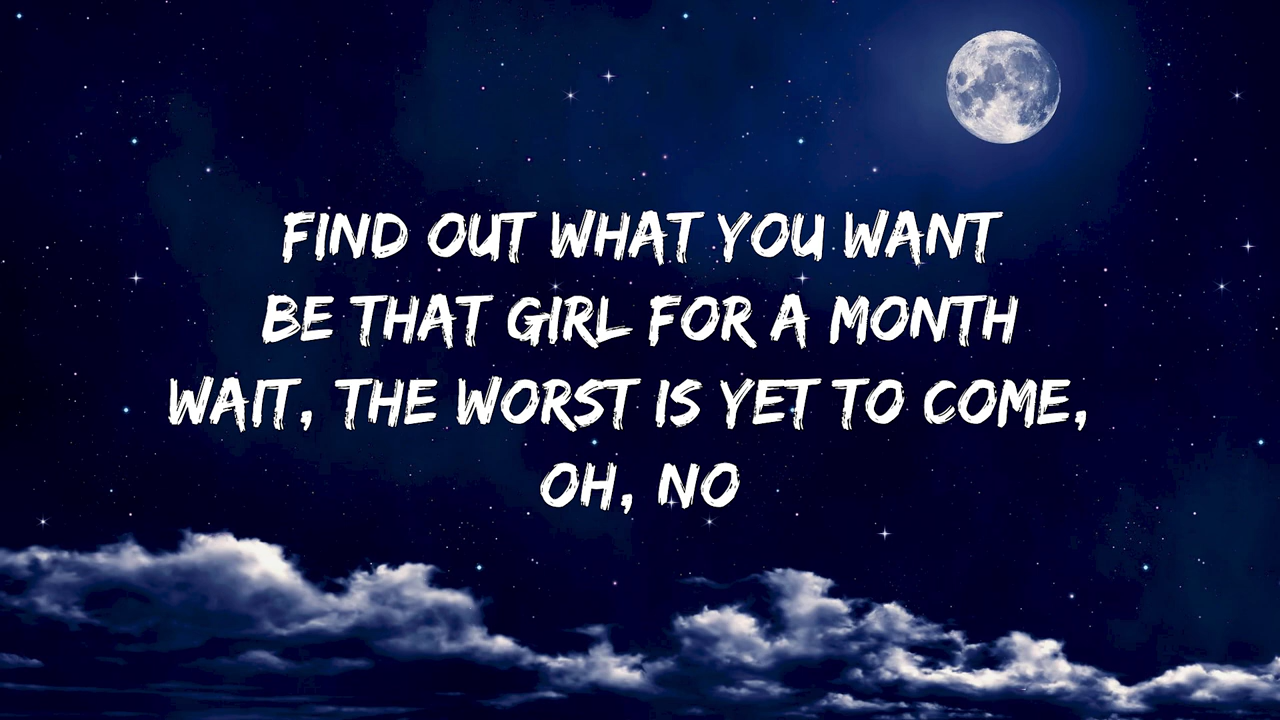 FIND OUT WHAT YOU WANT
BE THAT GIRL FOR A MONTH
WAIT, THE WORST IS YET TO COME,
OH, NO